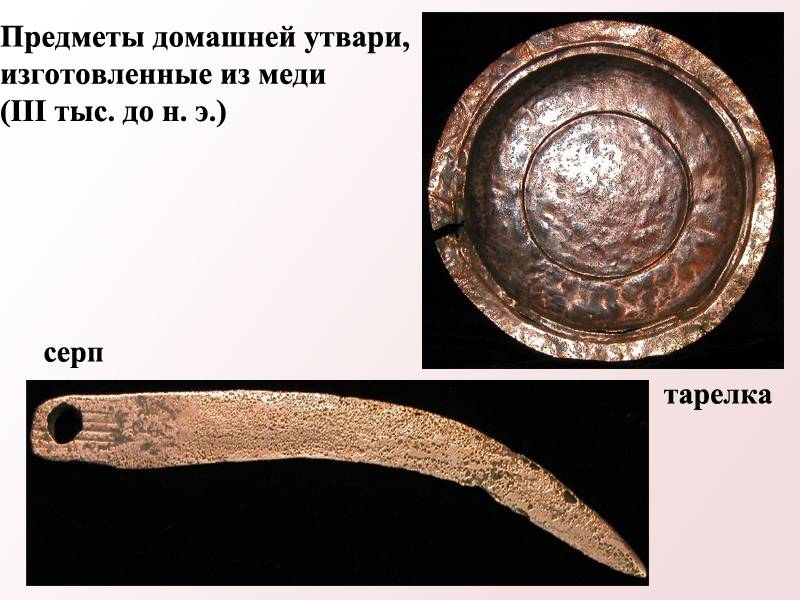 Предметы домашней утвари,
изготовленные из меди
(III тыс. до н. э.)
серп
тарелка